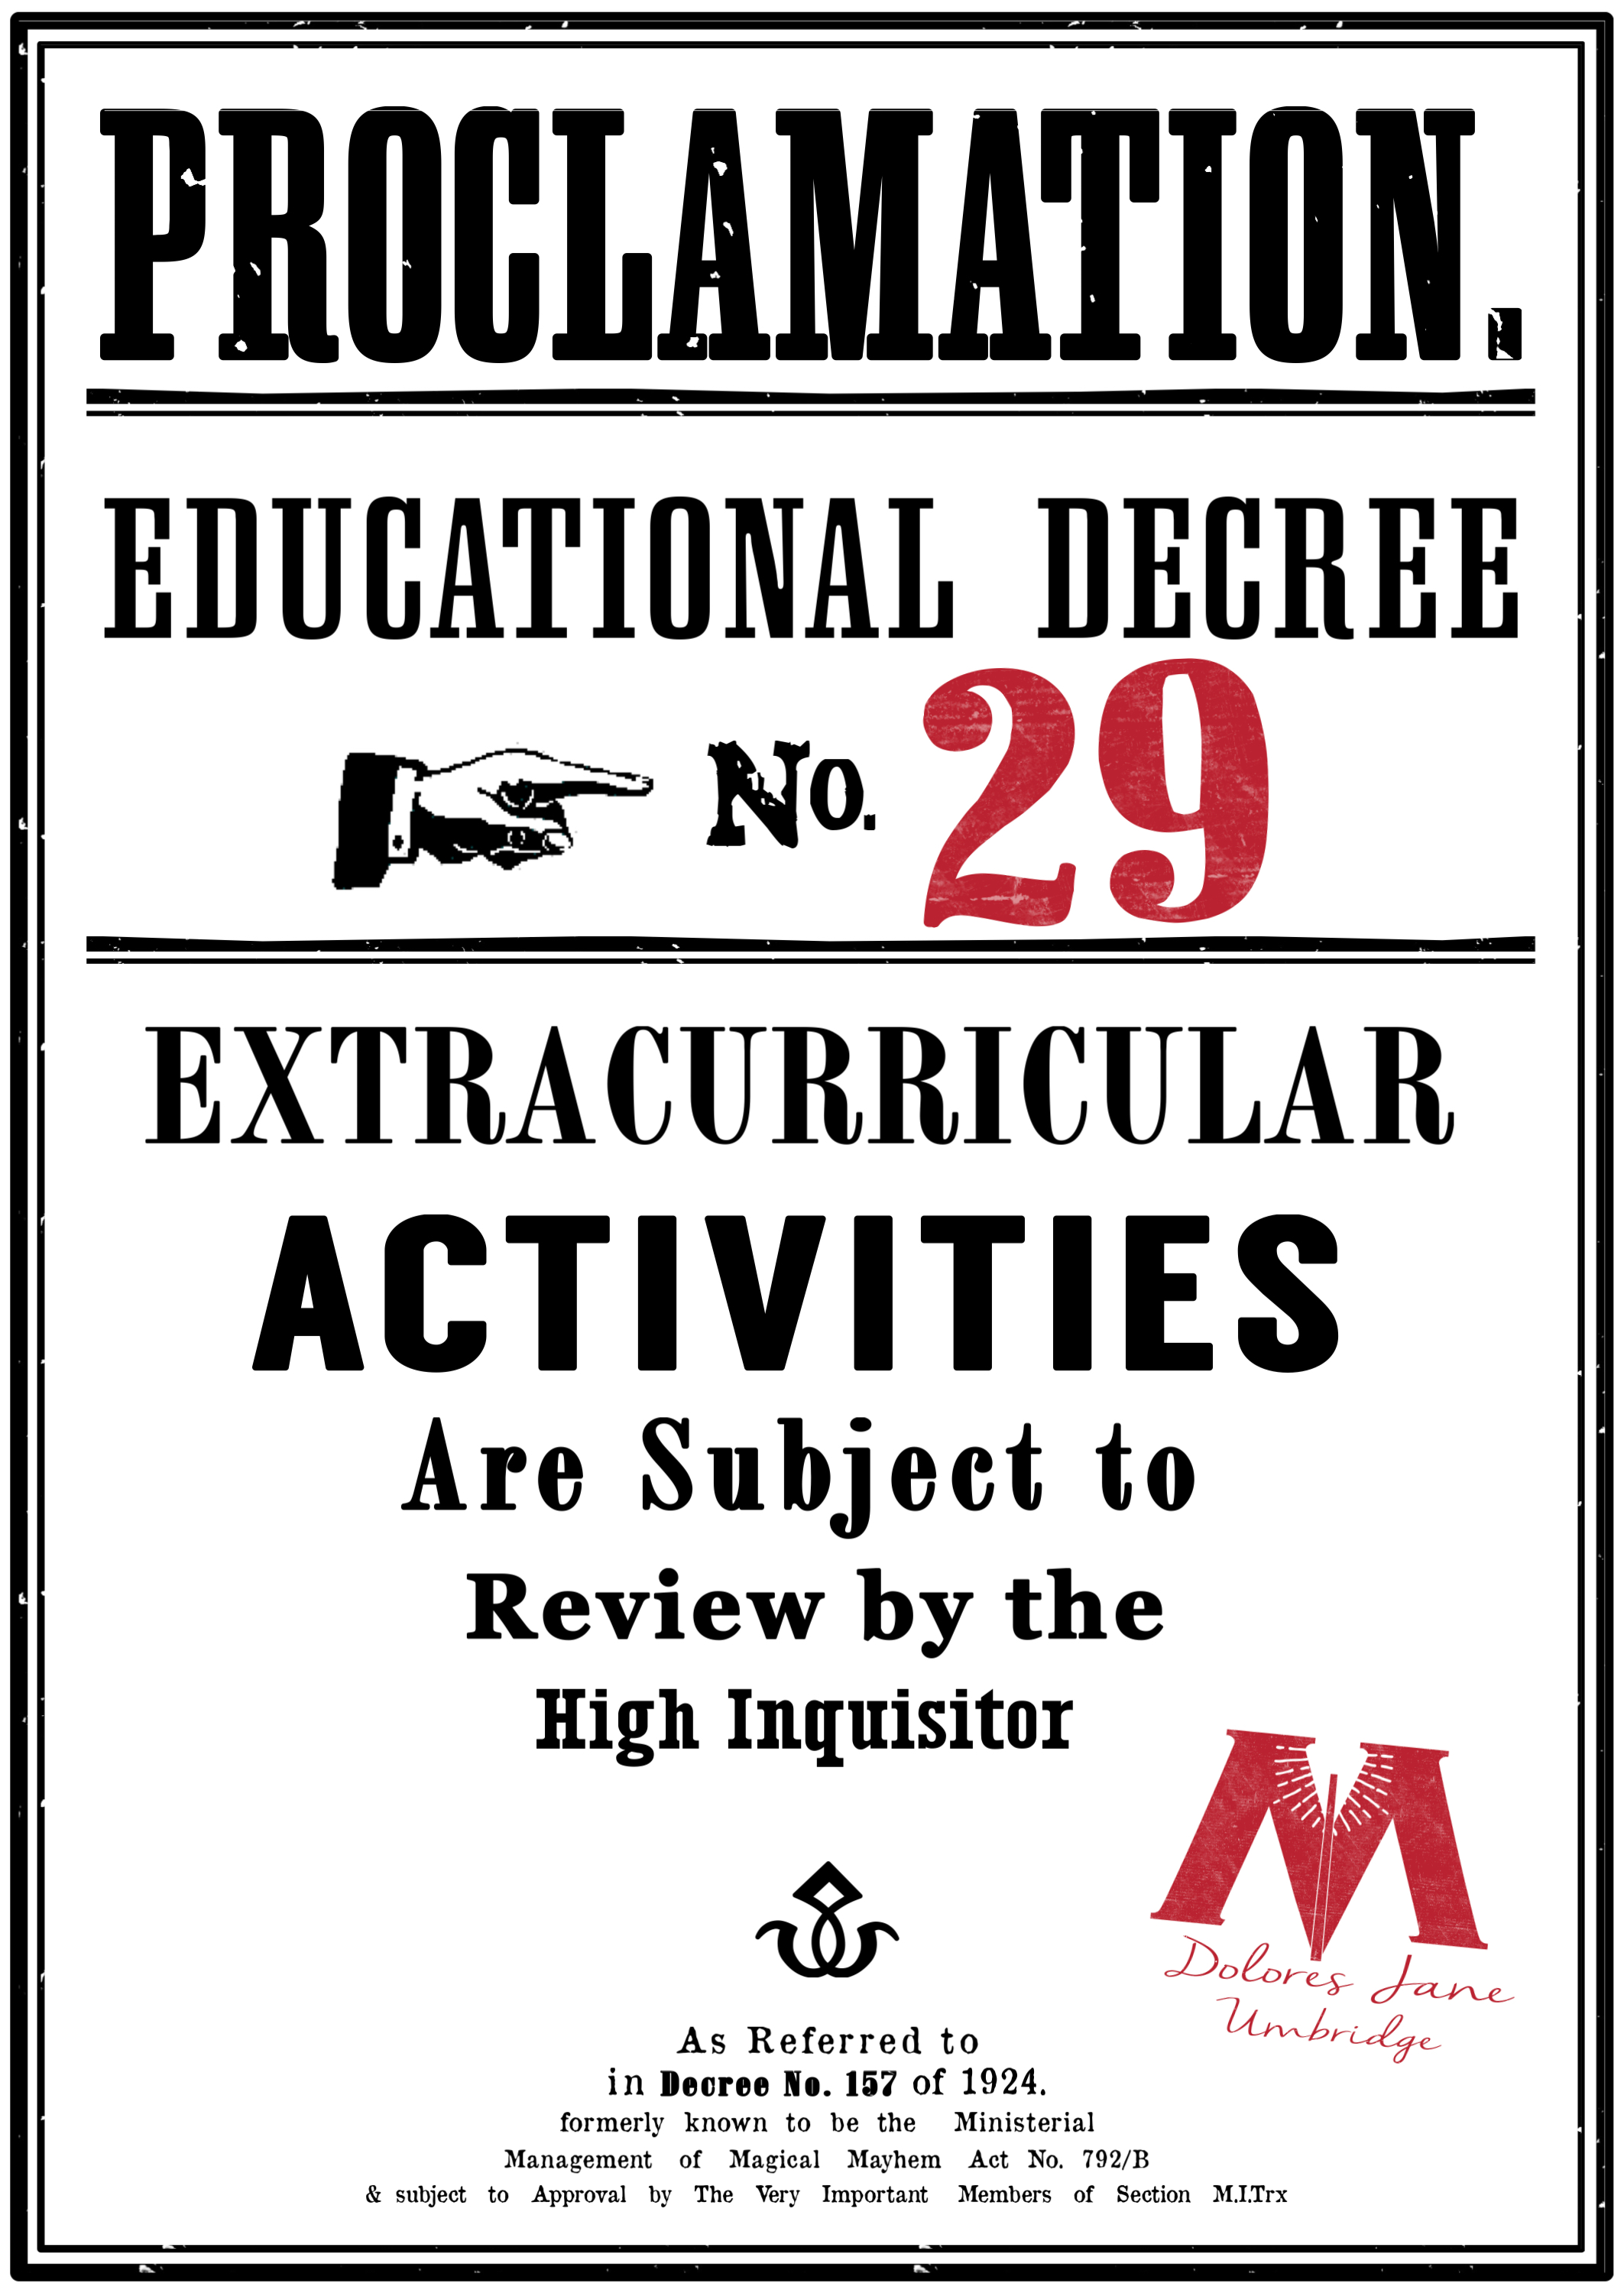 PROCLAMATION.
EDUCATIONAL DECREE
No. 29
EXTRACURRICULAR
ACTIVITIES
Are Subject to
Review by the
High Inquisitor
M
Dolores Jane
Umbridge
As Referred to
in Decree No. 157 of 1924.
formerly known to be the Ministerial
Management of Magical Mayhem Act No. 792/B
& subject to Approval by The Very Important Members of Section M.I.Trx